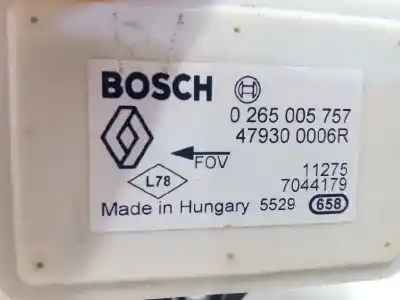 BOSCH
0 265 005 757
47930 0006R
FOV
11275
L78
7044179
Made in Hungary 5529 658